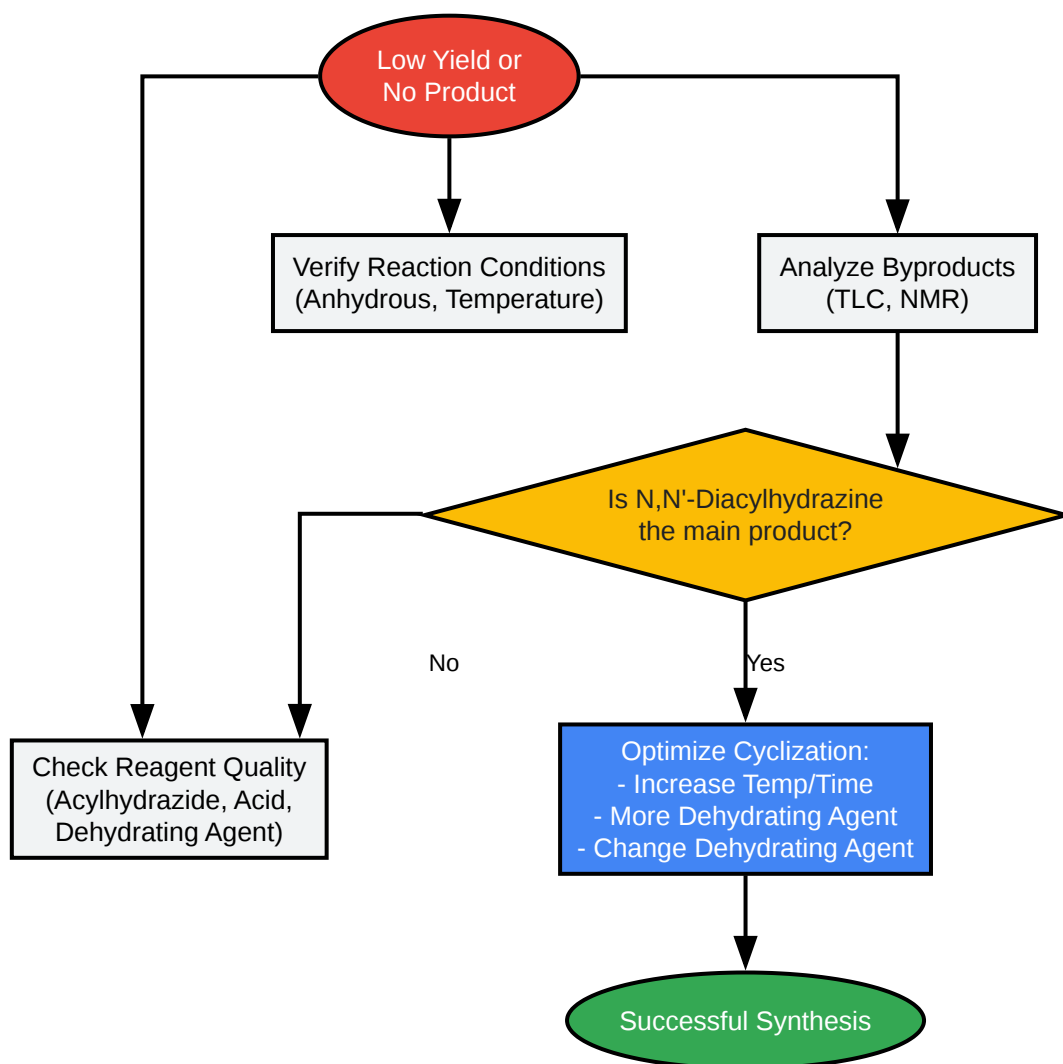 Low Yield or
No Product
Verify Reaction Conditions
(Anhydrous, Temperature)
Analyze Byproducts
(TLC, NMR)
Is N,N'-Diacylhydrazine
the main product?
No
Yes
Check Reagent Quality
(Acylhydrazide, Acid,
Dehydrating Agent)
Optimize Cyclization:
- Increase Temp/Time
- More Dehydrating Agent
- Change Dehydrating Agent
Successful Synthesis